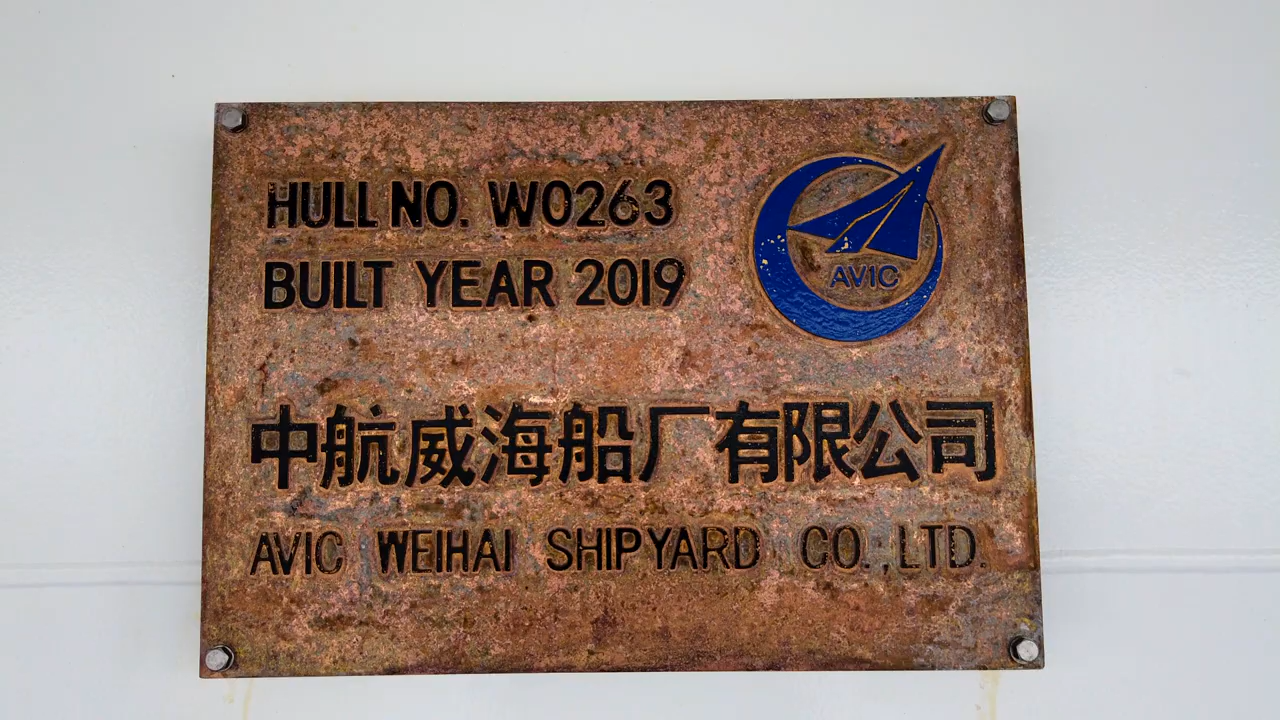 HULL NO. W0263
BUILT YEAR 2019
AVIC
中航威海船厂有限公司
AVIC WEIHAI SHIPYARD CO.,LTD.